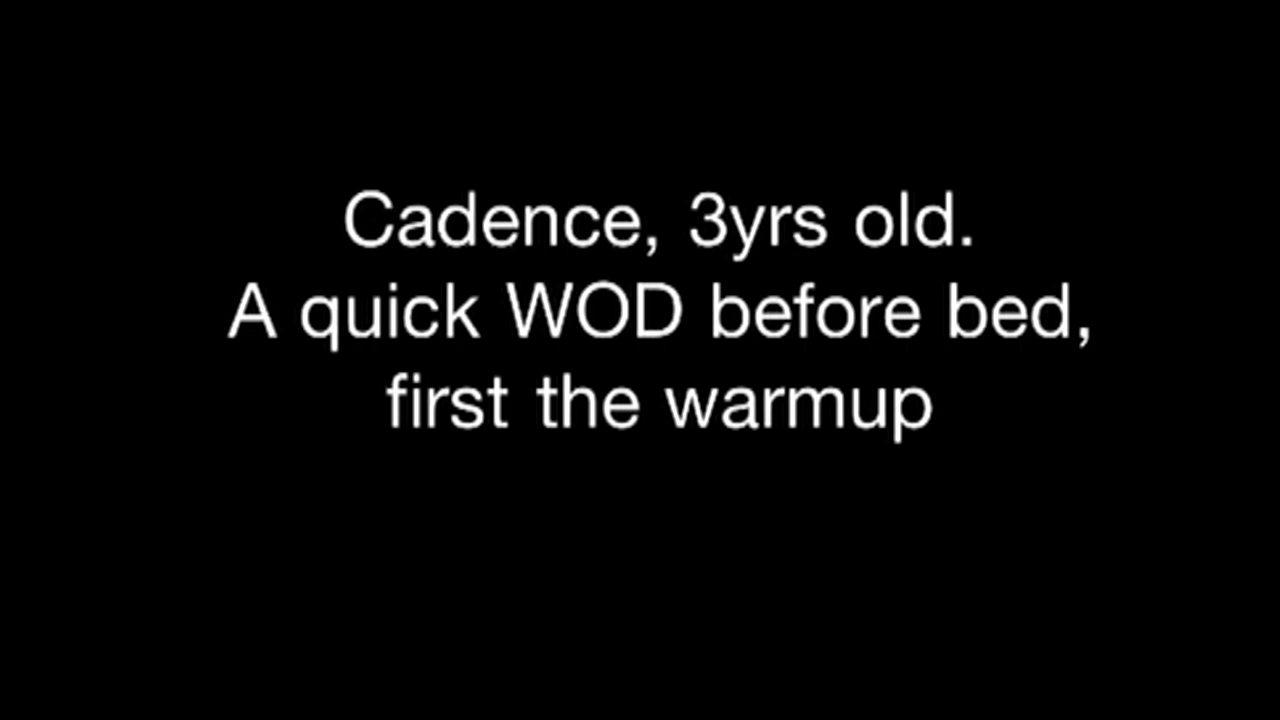 Cadence, 3yrs old.
A quick WOD before bed,
first the warmup